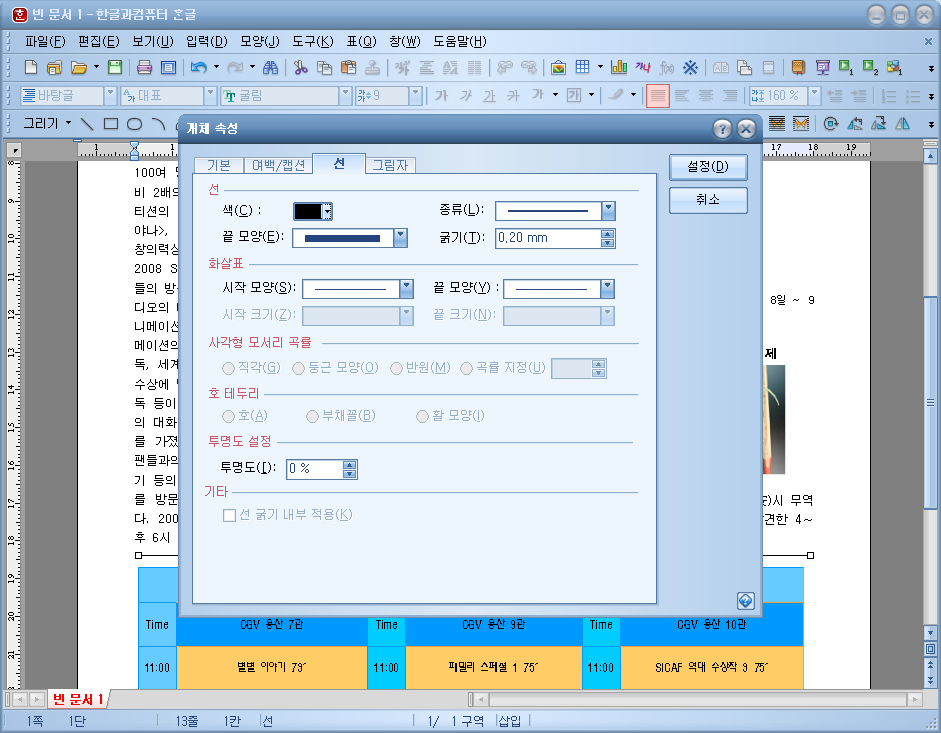 빈 문서 1 - 한글과컴퓨터 한글
파일(F) 편집(E) 보기(U) 입력(D) 모양(J) 도구(K) 표(Q) 창(W) 도움말(H)
바탕글 대표 굴림 9 160 %
그리기
개체 속성
기본 여백/캡션 선 그림자
설정(D)
취소
선
색(C) : 종류(L):
끝 모양(E): 굵기(T): 0,20 mm
화살표
시작 모양(S): 끝 모양(Y) :
시작 크기(Z): 끝 크기(N):
사각형 모서리 곡률
직각(G) 둥근 모양(O) 반원(M) 곡률 지정(U)
호 테두리
호(A) 부채꼴(B) 활 모양(I)
투명도 설정
투명도(I): 0 %
기타
선 굵기 내부 적용(K)
1 17 18 19
100여
비 2배의
티션의
야나>,
창의력상
2008 S
들의 방
디오의
니메이션
메이션의
독, 세계
수상에
독 등이
의 대화
를 가졌
팬들과의
기 등의
를 방문
다. 200
후 6시
8일 ~ 9
제
)시 무역
견한 4~
Time CGV 용산 7관 Time CGV 용산 9관 Time CGV 용산 10관
11:00 별별 이야기 79″ 11:00 패밀리 스페셜 1 75″ 11:00 SICAF 역대 수상작 9 75″
빈 문서 1
1쪽 1단 13줄 1칸 선 1/ 1 구역 삽입